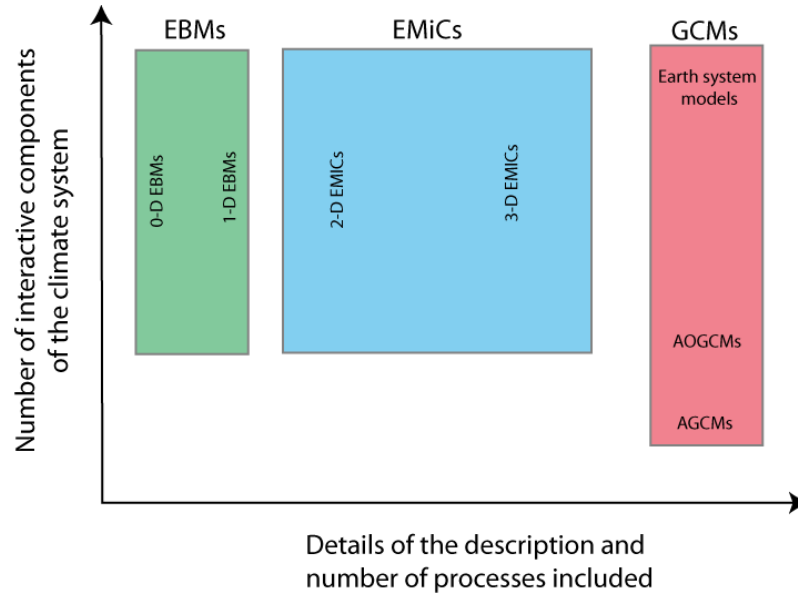 EBMs
EMiCs
GCMs
Number of interactive components
of the climate system
0-D EBMs
1-D EBMs
2-D EMICs
3-D EMICs
Earth system
models
AOGCMs
AGCMs
Details of the description and
number of processes included